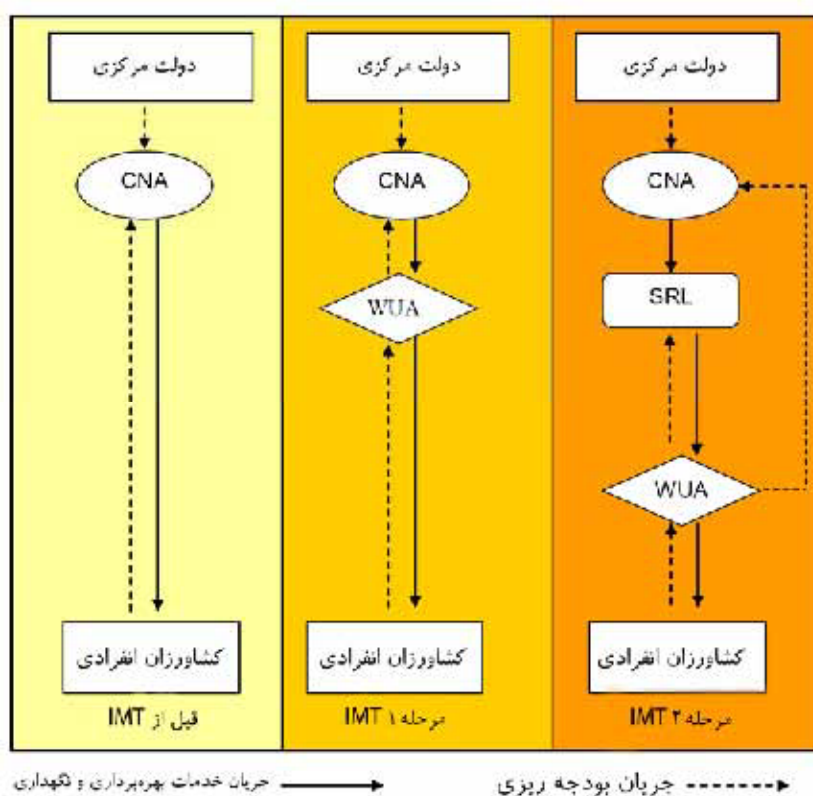 دولت مرکزی
CNA
کشاورزان انفرادی
قبل از IMT
دولت مرکزی
CNA
WUA
کشاورزان انفرادی
مرحله ۱ IMT
دولت مرکزی
CNA
SRL
WUA
کشاورزان انفرادی
مرحله ۲ IMT
جریان بودجه ریزی
جریان خدمات بهره‌برداری و نگهداری